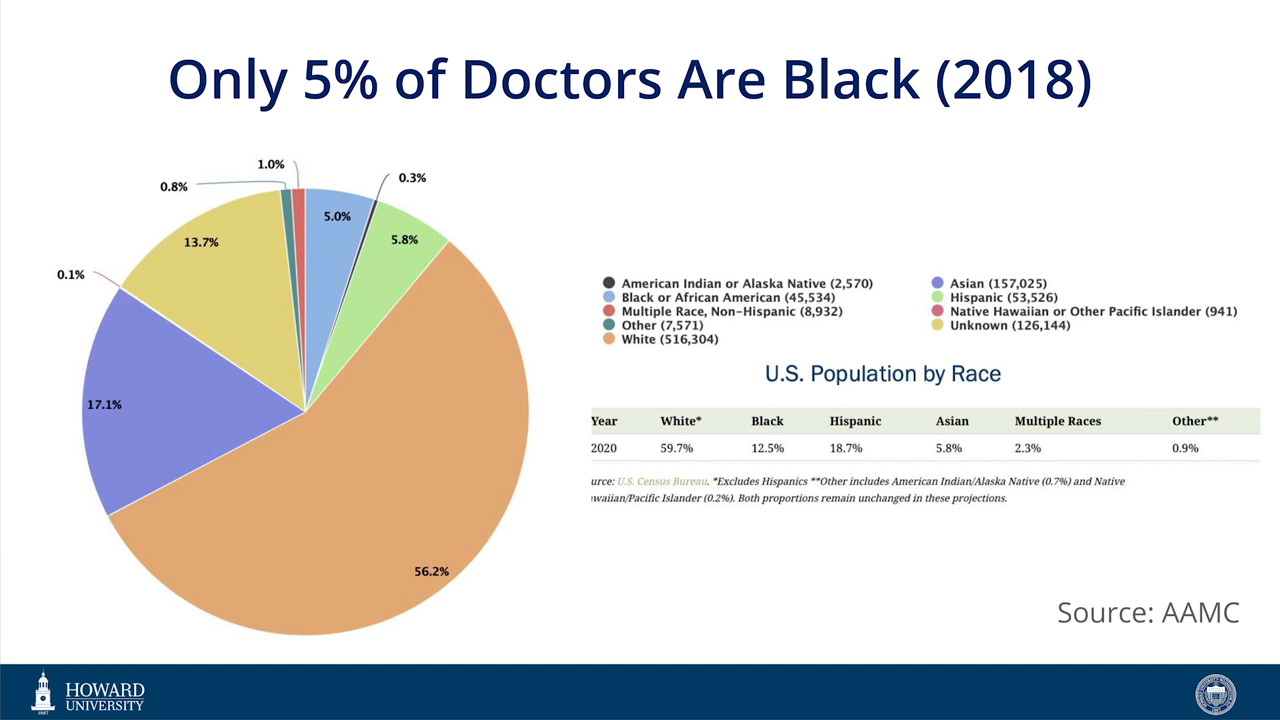 Only 5% of Doctors Are Black (2018)
1.0%
0.8%
0.3%
5.0%
5.8%
13.7%
0.1%
17.1%
56.2%
American Indian or Alaska Native (2,570)
Black or African American (45,534)
Multiple Race, Non-Hispanic (8,932)
Other (7,571)
White (516,304)
Asian (157,025)
Hispanic (53,526)
Native Hawaiian or Other Pacific Islander (941)
Unknown (126,144)
U.S. Population by Race
Year White* Black Hispanic Asian Multiple Races Other**
2020 59.7% 12.5% 18.7% 5.8% 2.3% 0.9%
urce: U.S. Census Bureau. *Excludes Hispanics **Other includes American Indian/Alaska Native (0.7%) and Native
waiian/Pacific Islander (0.2%). Both proportions remain unchanged in these projections.
Source: AAMC
HOWARD
UNIVERSITY
1867